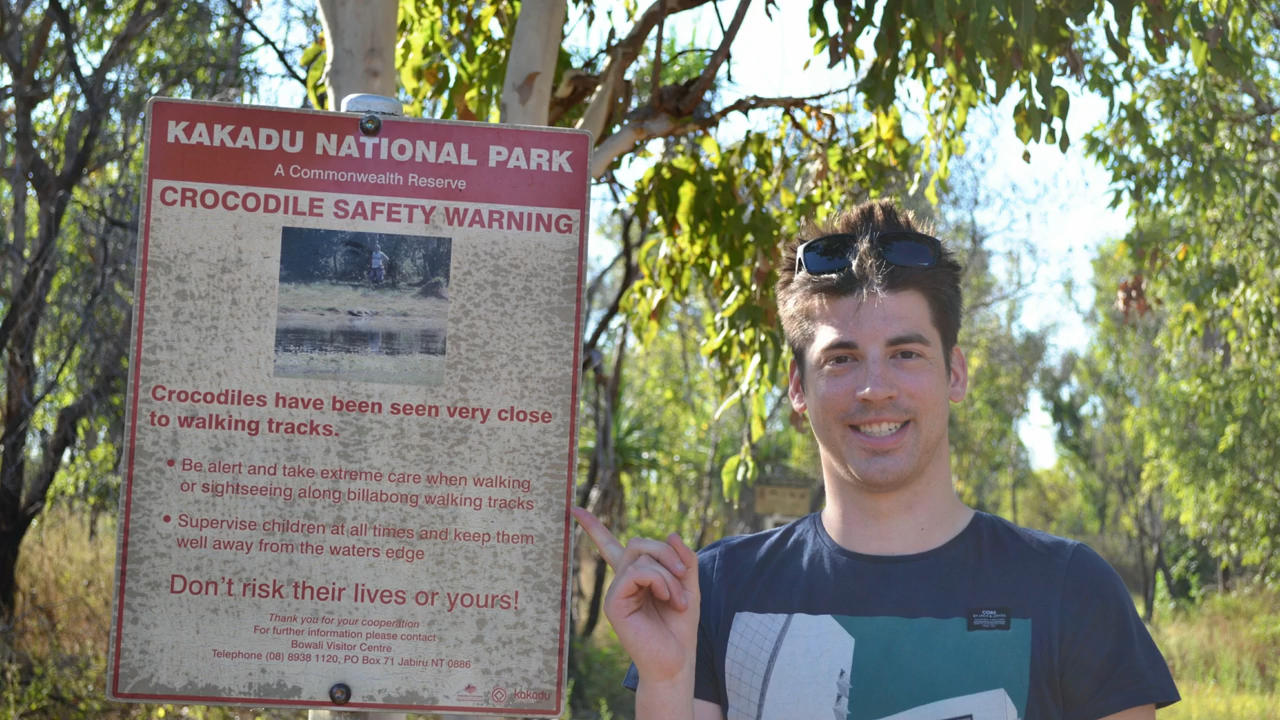 KAKADU NATIONAL PARK
A Commonwealth Reserve
CROCODILE SAFETY WARNING
Crocodiles have been seen very close
to walking tracks.
• Be alert and take extreme care when walking
or sightseeing along billabong walking tracks
• Supervise children at all times and keep them
well away from the waters edge
Don't risk their lives or yours!
Thank you for your cooperation
For further information please contact
Bowali Visitor Centre
Telephone (08) 8938 1120, PO Box 71 Jabiru NT 0886
kakadu